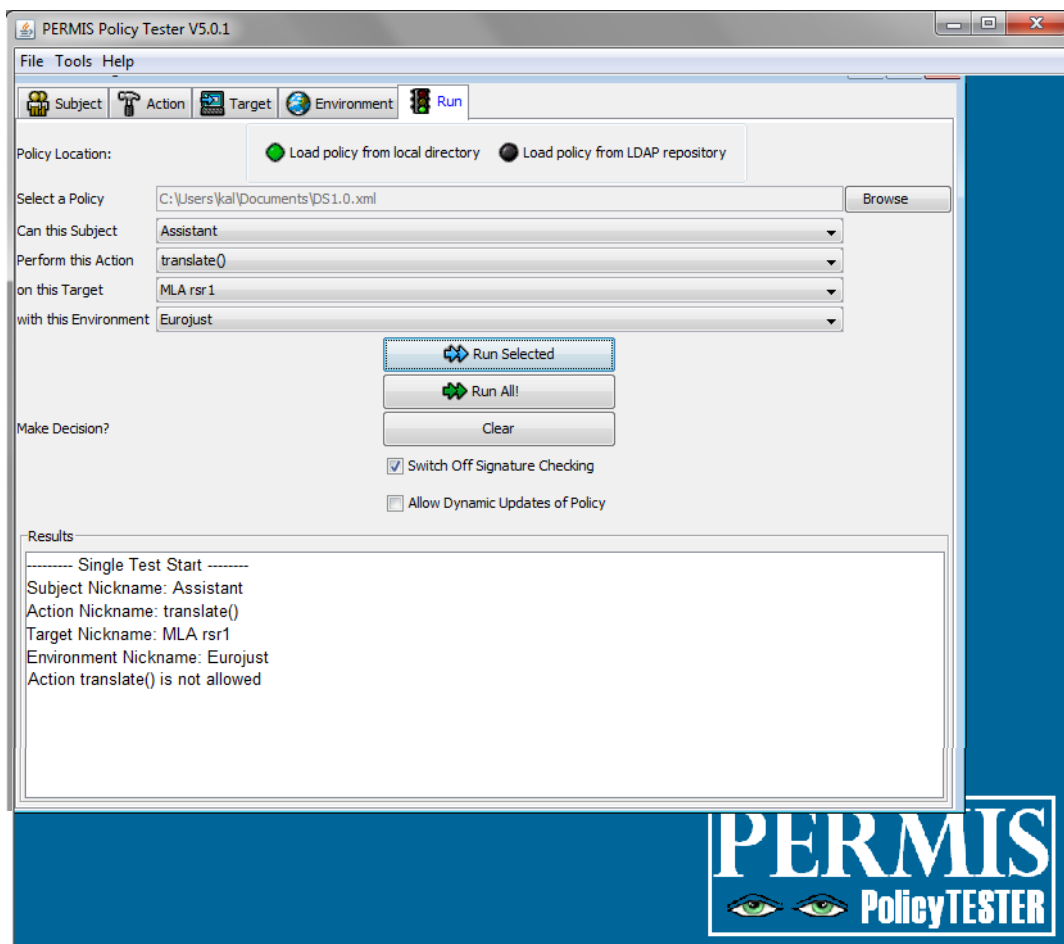 PERMIS Policy Tester V5.0.1
File Tools Help
Subject Action Target Environment Run
Policy Location: Load policy from local directory Load policy from LDAP repository
Select a Policy C:\Users\kal\Documents\DS1.0.xml Browse
Can this Subject Assistant
Perform this Action translate()
on this Target MLA rsr1
with this Environment Eurojust
Run Selected
Run All!
Make Decision? Clear
Switch Off Signature Checking
Allow Dynamic Updates of Policy
Results
--------- Single Test Start --------
Subject Nickname: Assistant
Action Nickname: translate()
Target Nickname: MLA rsr1
Environment Nickname: Eurojust
Action translate() is not allowed
PERMIS
PolicyTESTER